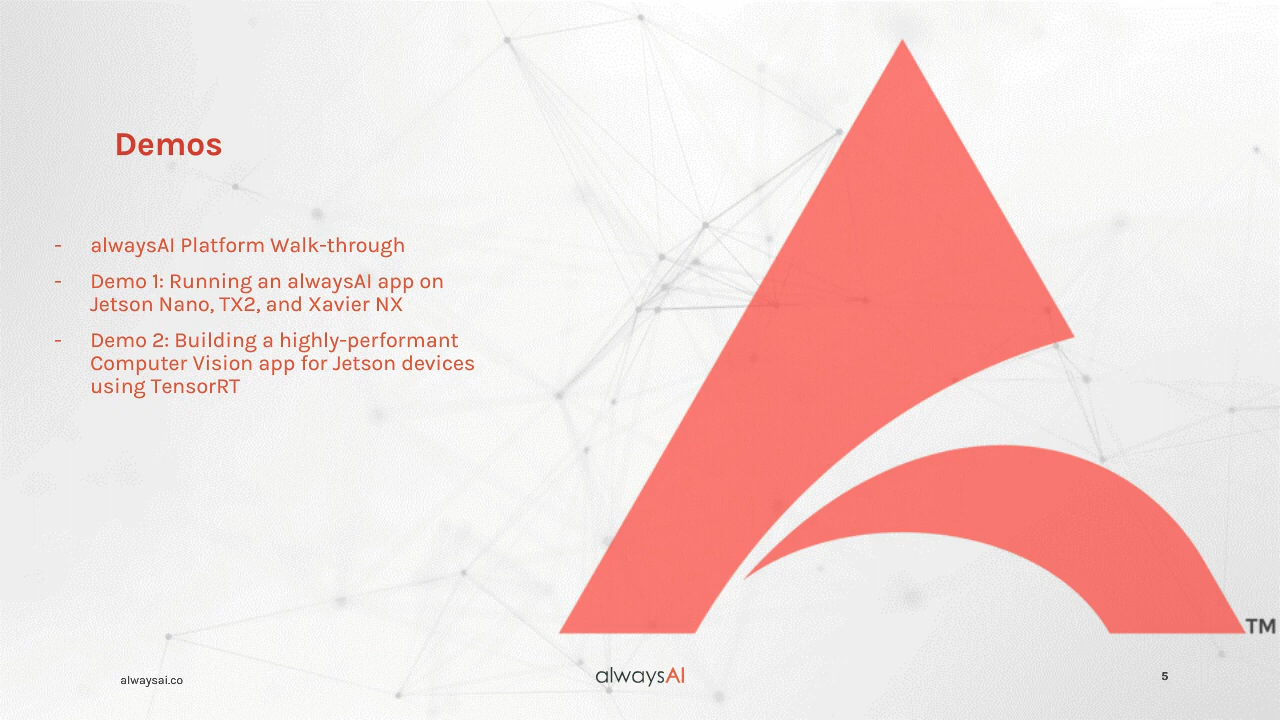 Demos
- alwaysAI Platform Walk-through
- Demo 1: Running an alwaysAI app on
Jetson Nano, TX2, and Xavier NX
- Demo 2: Building a highly-performant
Computer Vision app for Jetson devices
using TensorRT
TM
alwaysai.co
alwaysAI
5